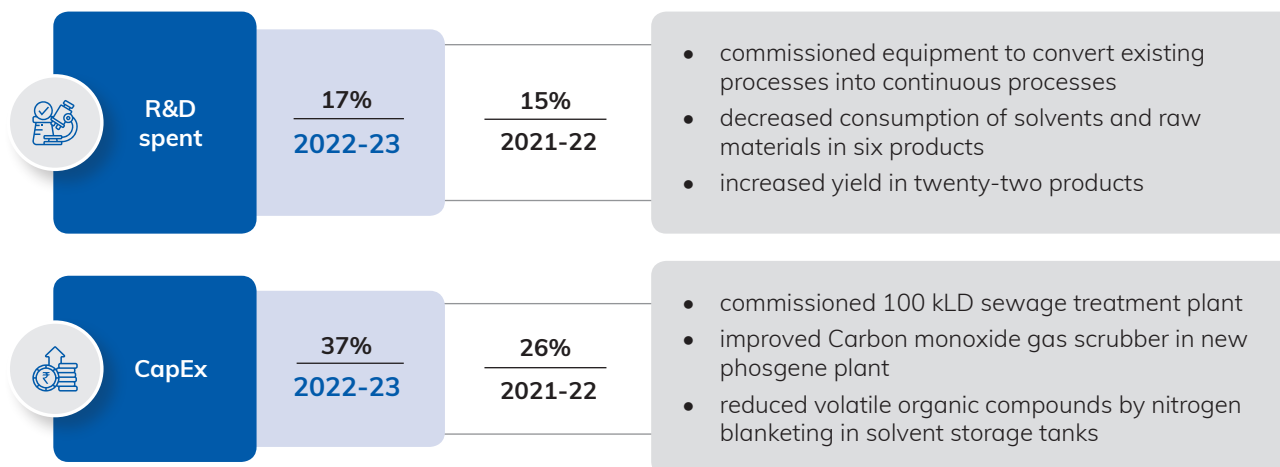 R&D
spent
17%
2022-23
15%
2021-22
• commissioned equipment to convert existing
processes into continuous processes
• decreased consumption of solvents and raw
materials in six products
• increased yield in twenty-two products
₹
CapEx
37%
2022-23
26%
2021-22
• commissioned 100 kLD sewage treatment plant
• improved Carbon monoxide gas scrubber in new
phosgene plant
• reduced volatile organic compounds by nitrogen
blanketing in solvent storage tanks